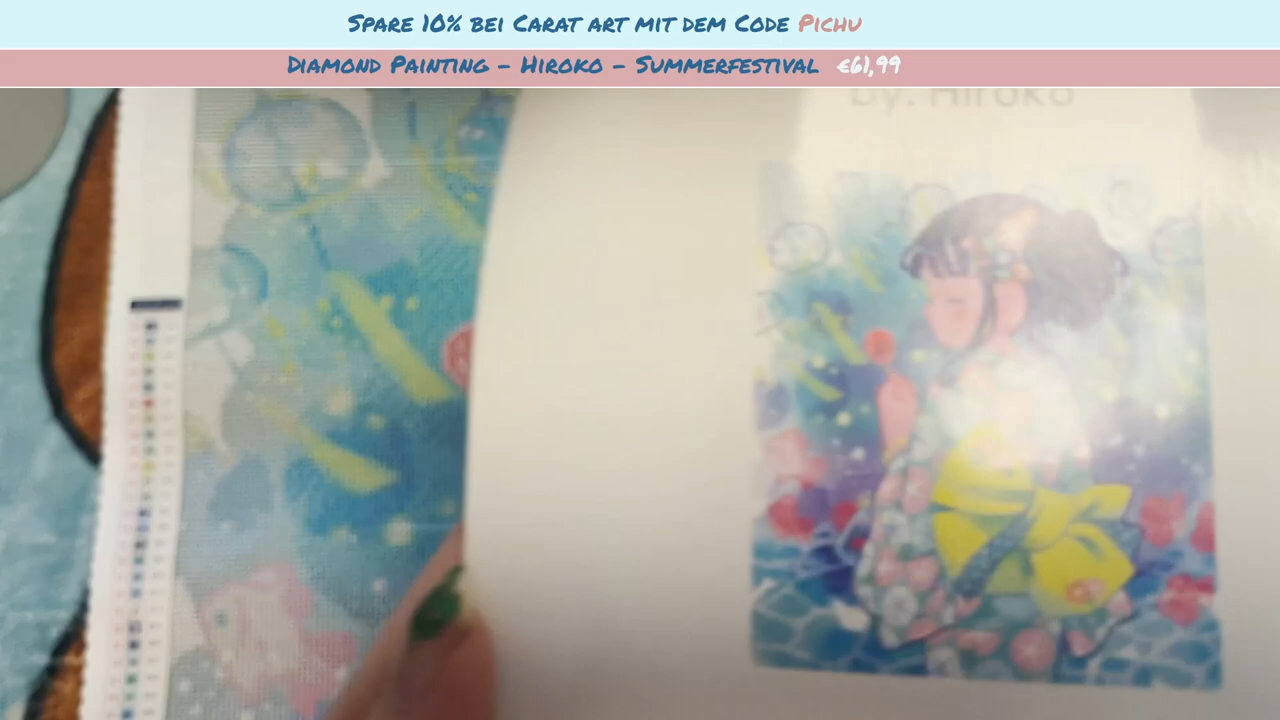 Spare 10% bei Carat art mit dem Code Pichu
Diamond Painting - Hiroko - Summerfestival €61,99
by: Hiroko